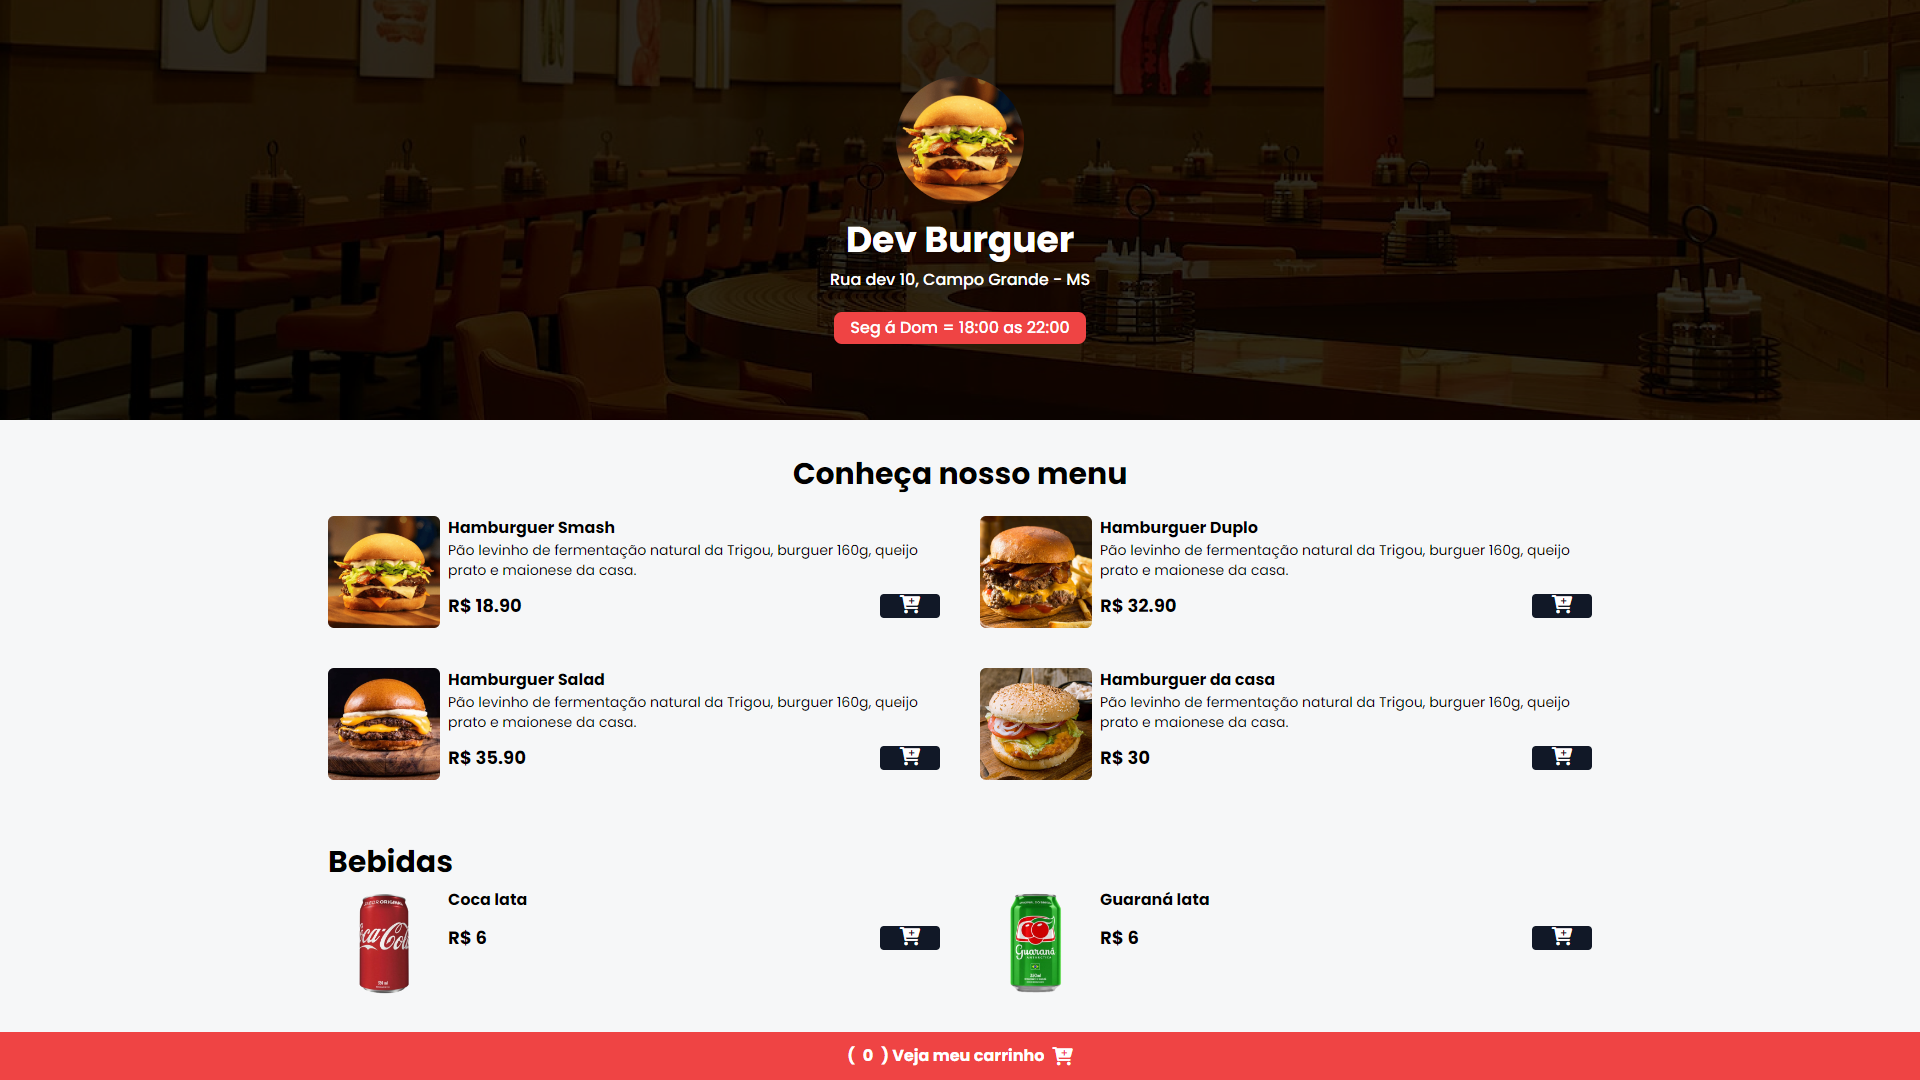 Dev Burguer
Rua dev 10, Campo Grande - MS
Seg á Dom = 18:00 as 22:00
Conheça nosso menu
Hamburguer Smash
Pão levinho de fermentação natural da Trigou, burguer 160g, queijo
prato e maionese da casa.
R$ 18.90
Hamburguer Duplo
Pão levinho de fermentação natural da Trigou, burguer 160g, queijo
prato e maionese da casa.
R$ 32.90
Hamburguer Salad
Pão levinho de fermentação natural da Trigou, burguer 160g, queijo
prato e maionese da casa.
R$ 35.90
Hamburguer da casa
Pão levinho de fermentação natural da Trigou, burguer 160g, queijo
prato e maionese da casa.
R$ 30
Bebidas
Coca lata
R$ 6
Guaraná lata
Guaraná
R$ 6
( 0 ) Veja meu carrinho